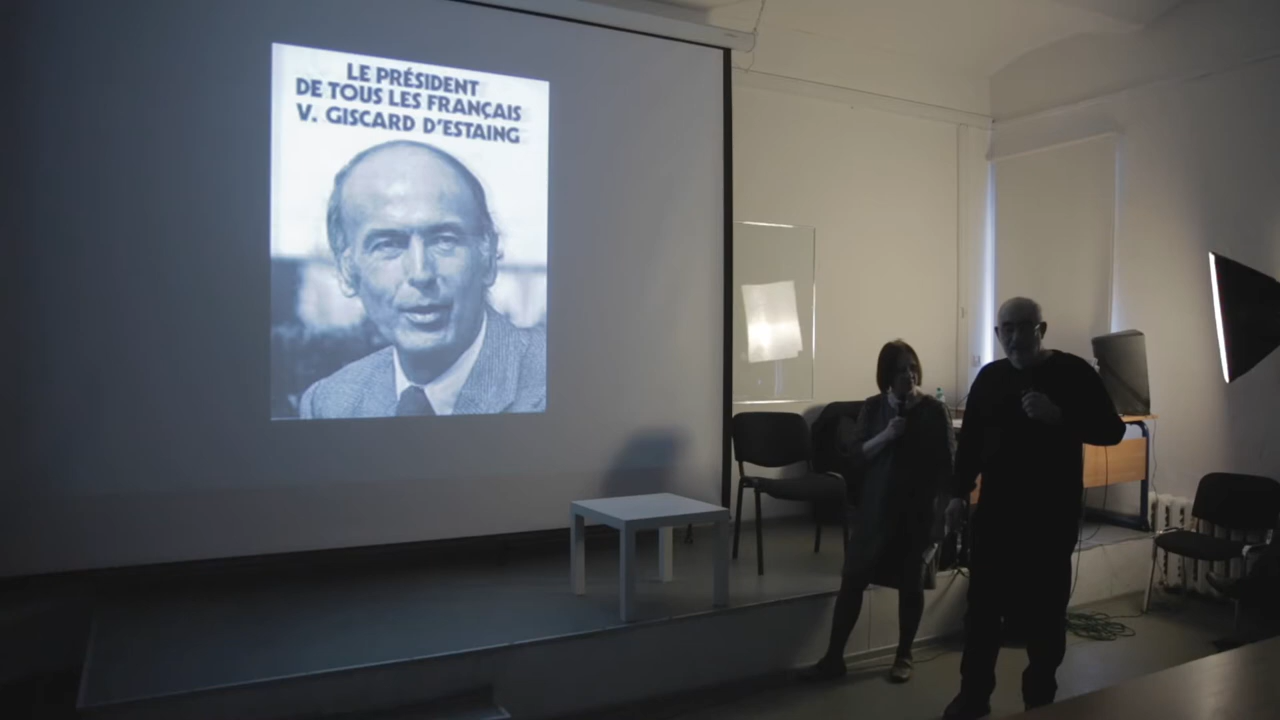 LE PRÉSIDENT
DE TOUS LES FRANÇAIS
V. GISCARD D'ESTAING